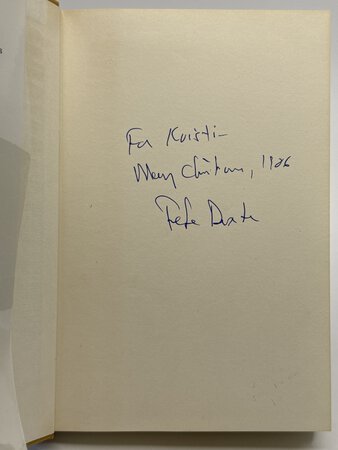 For Kristi-
Merry Christmas, 1986
Pete Dexter